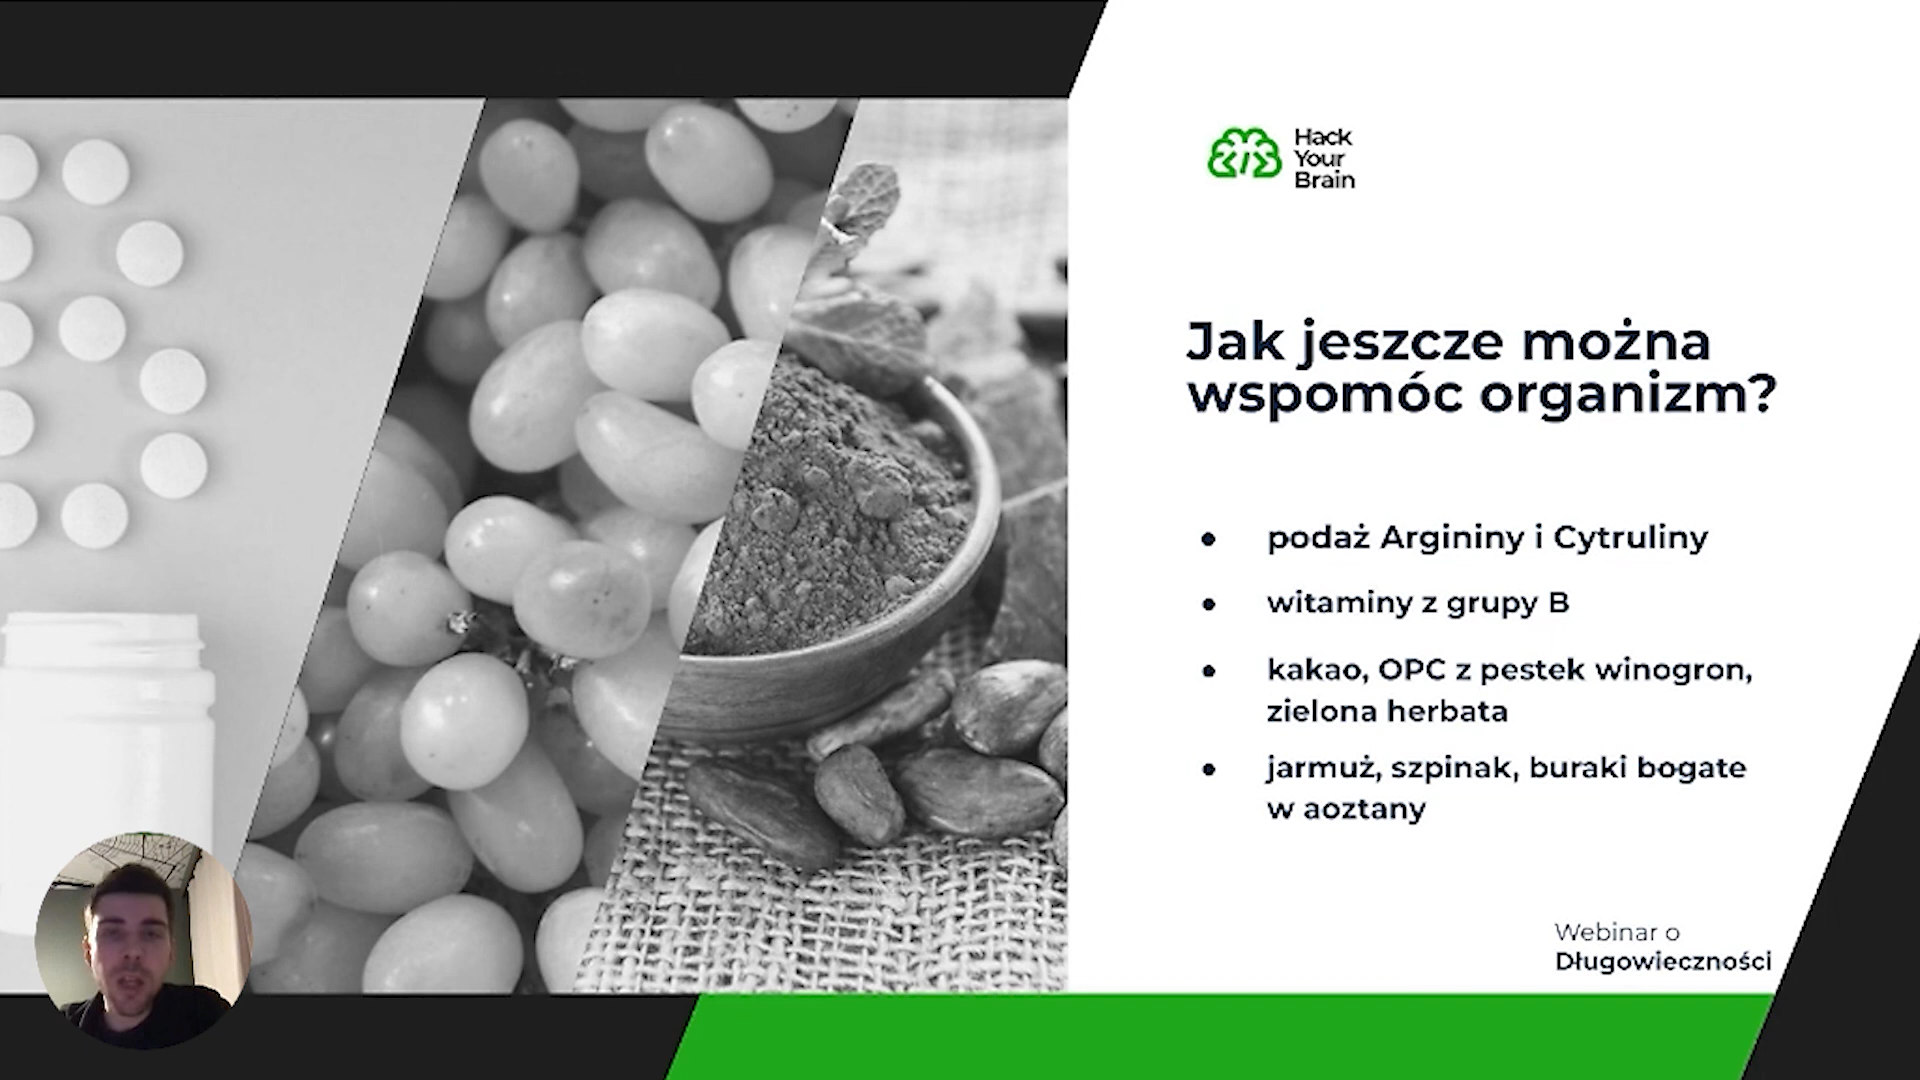 Hack
Your
Brain
Jak jeszcze można
wspomóc organizm?
• podaż Argininy i Cytruliny
• witaminy z grupy B
• kakao, OPC z pestek winogron,
zielona herbata
• jarmuż, szpinak, buraki bogate
w aoztany
Webinar o
Długowieczności